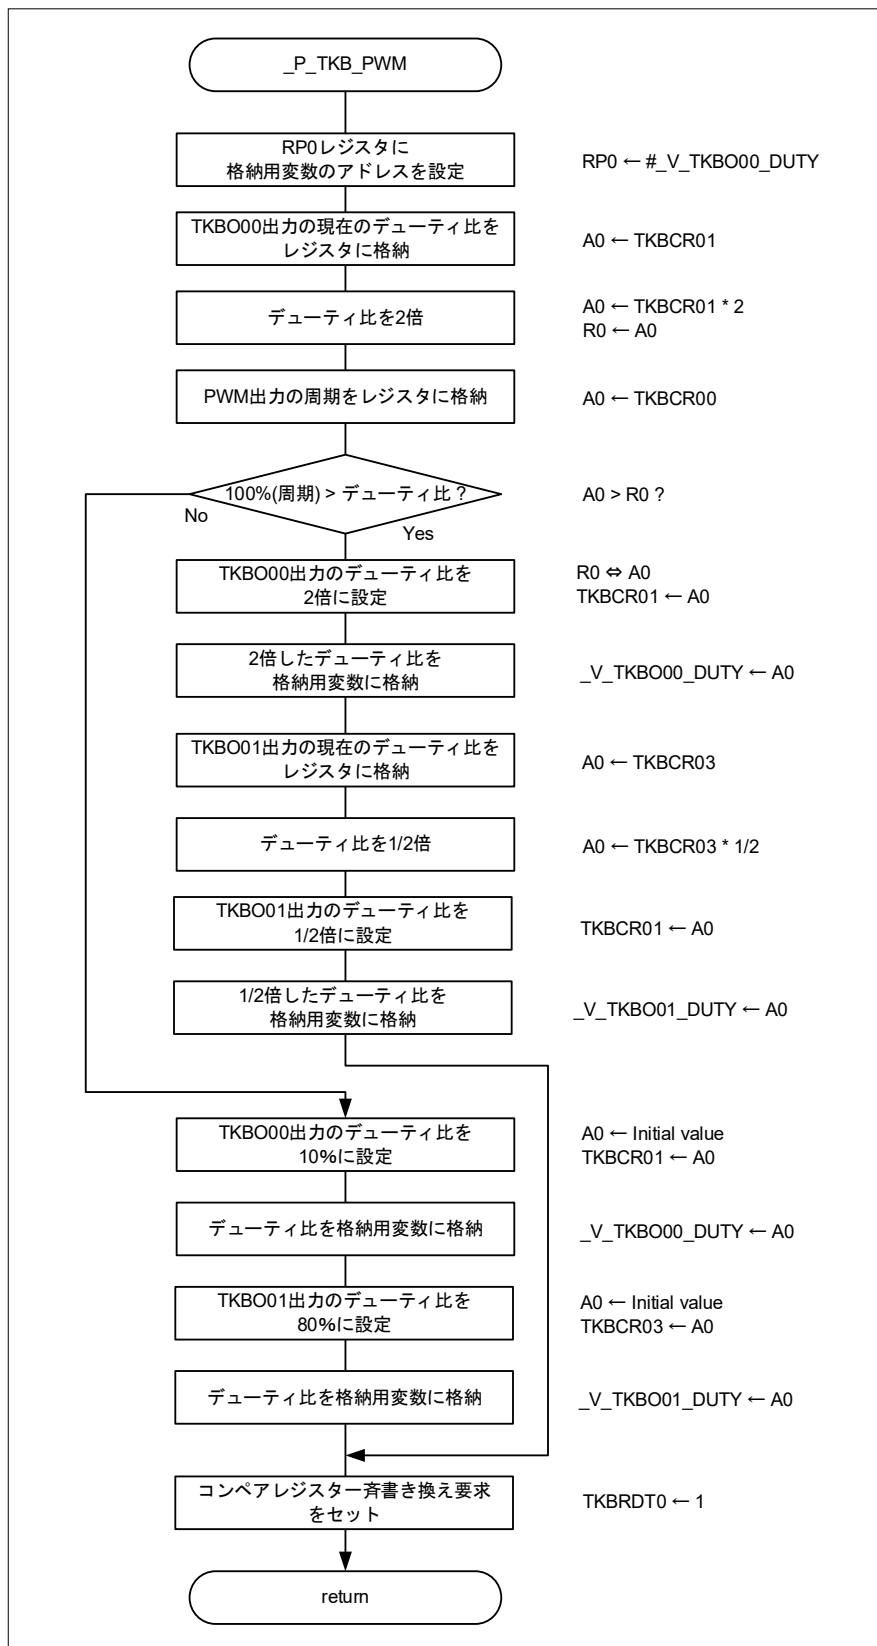 _P_TKB_PWM
RP0レジスタに
格納用変数のアドレスを設定
RP0 ← #_V_TKBO00_DUTY
TKBO00出力の現在のデューティ比を
レジスタに格納
A0 ← TKBCR01
デューティ比を2倍
A0 ← TKBCR01 * 2
R0 ← A0
PWM出力の周期をレジスタに格納
A0 ← TKBCR00
100%(周期) > デューティ比 ?
A0 > R0 ?
No
Yes
TKBO00出力のデューティ比を
2倍に設定
R0 ⇔ A0
TKBCR01 ← A0
2倍したデューティ比を
格納用変数に格納
_V_TKBO00_DUTY ← A0
TKBO01出力の現在のデューティ比を
レジスタに格納
A0 ← TKBCR03
デューティ比を1/2倍
A0 ← TKBCR03 * 1/2
TKBO01出力のデューティ比を
1/2倍に設定
TKBCR01 ← A0
1/2倍したデューティ比を
格納用変数に格納
_V_TKBO01_DUTY ← A0
TKBO00出力のデューティ比を
10%に設定
A0 ← Initial value
TKBCR01 ← A0
デューティ比を格納用変数に格納
_V_TKBO00_DUTY ← A0
TKBO01出力のデューティ比を
80%に設定
A0 ← Initial value
TKBCR03 ← A0
デューティ比を格納用変数に格納
_V_TKBO01_DUTY ← A0
コンペアレジスター斉書き換え要求
をセット
TKBRDT0 ← 1
return